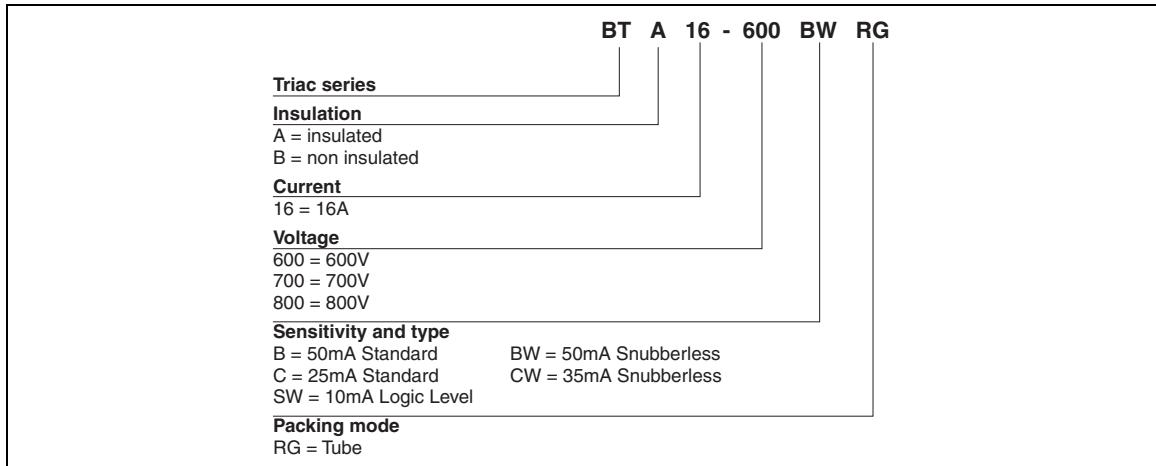 BT A 16 - 600 BW RG
Triac series
Insulation
A = insulated
B = non insulated
Current
16 = 16A
Voltage
600 = 600V
700 = 700V
800 = 800V
Sensitivity and type
B = 50mA Standard BW = 50mA Snubberless
C = 25mA Standard CW = 35mA Snubberless
SW = 10mA Logic Level
Packing mode
RG = Tube